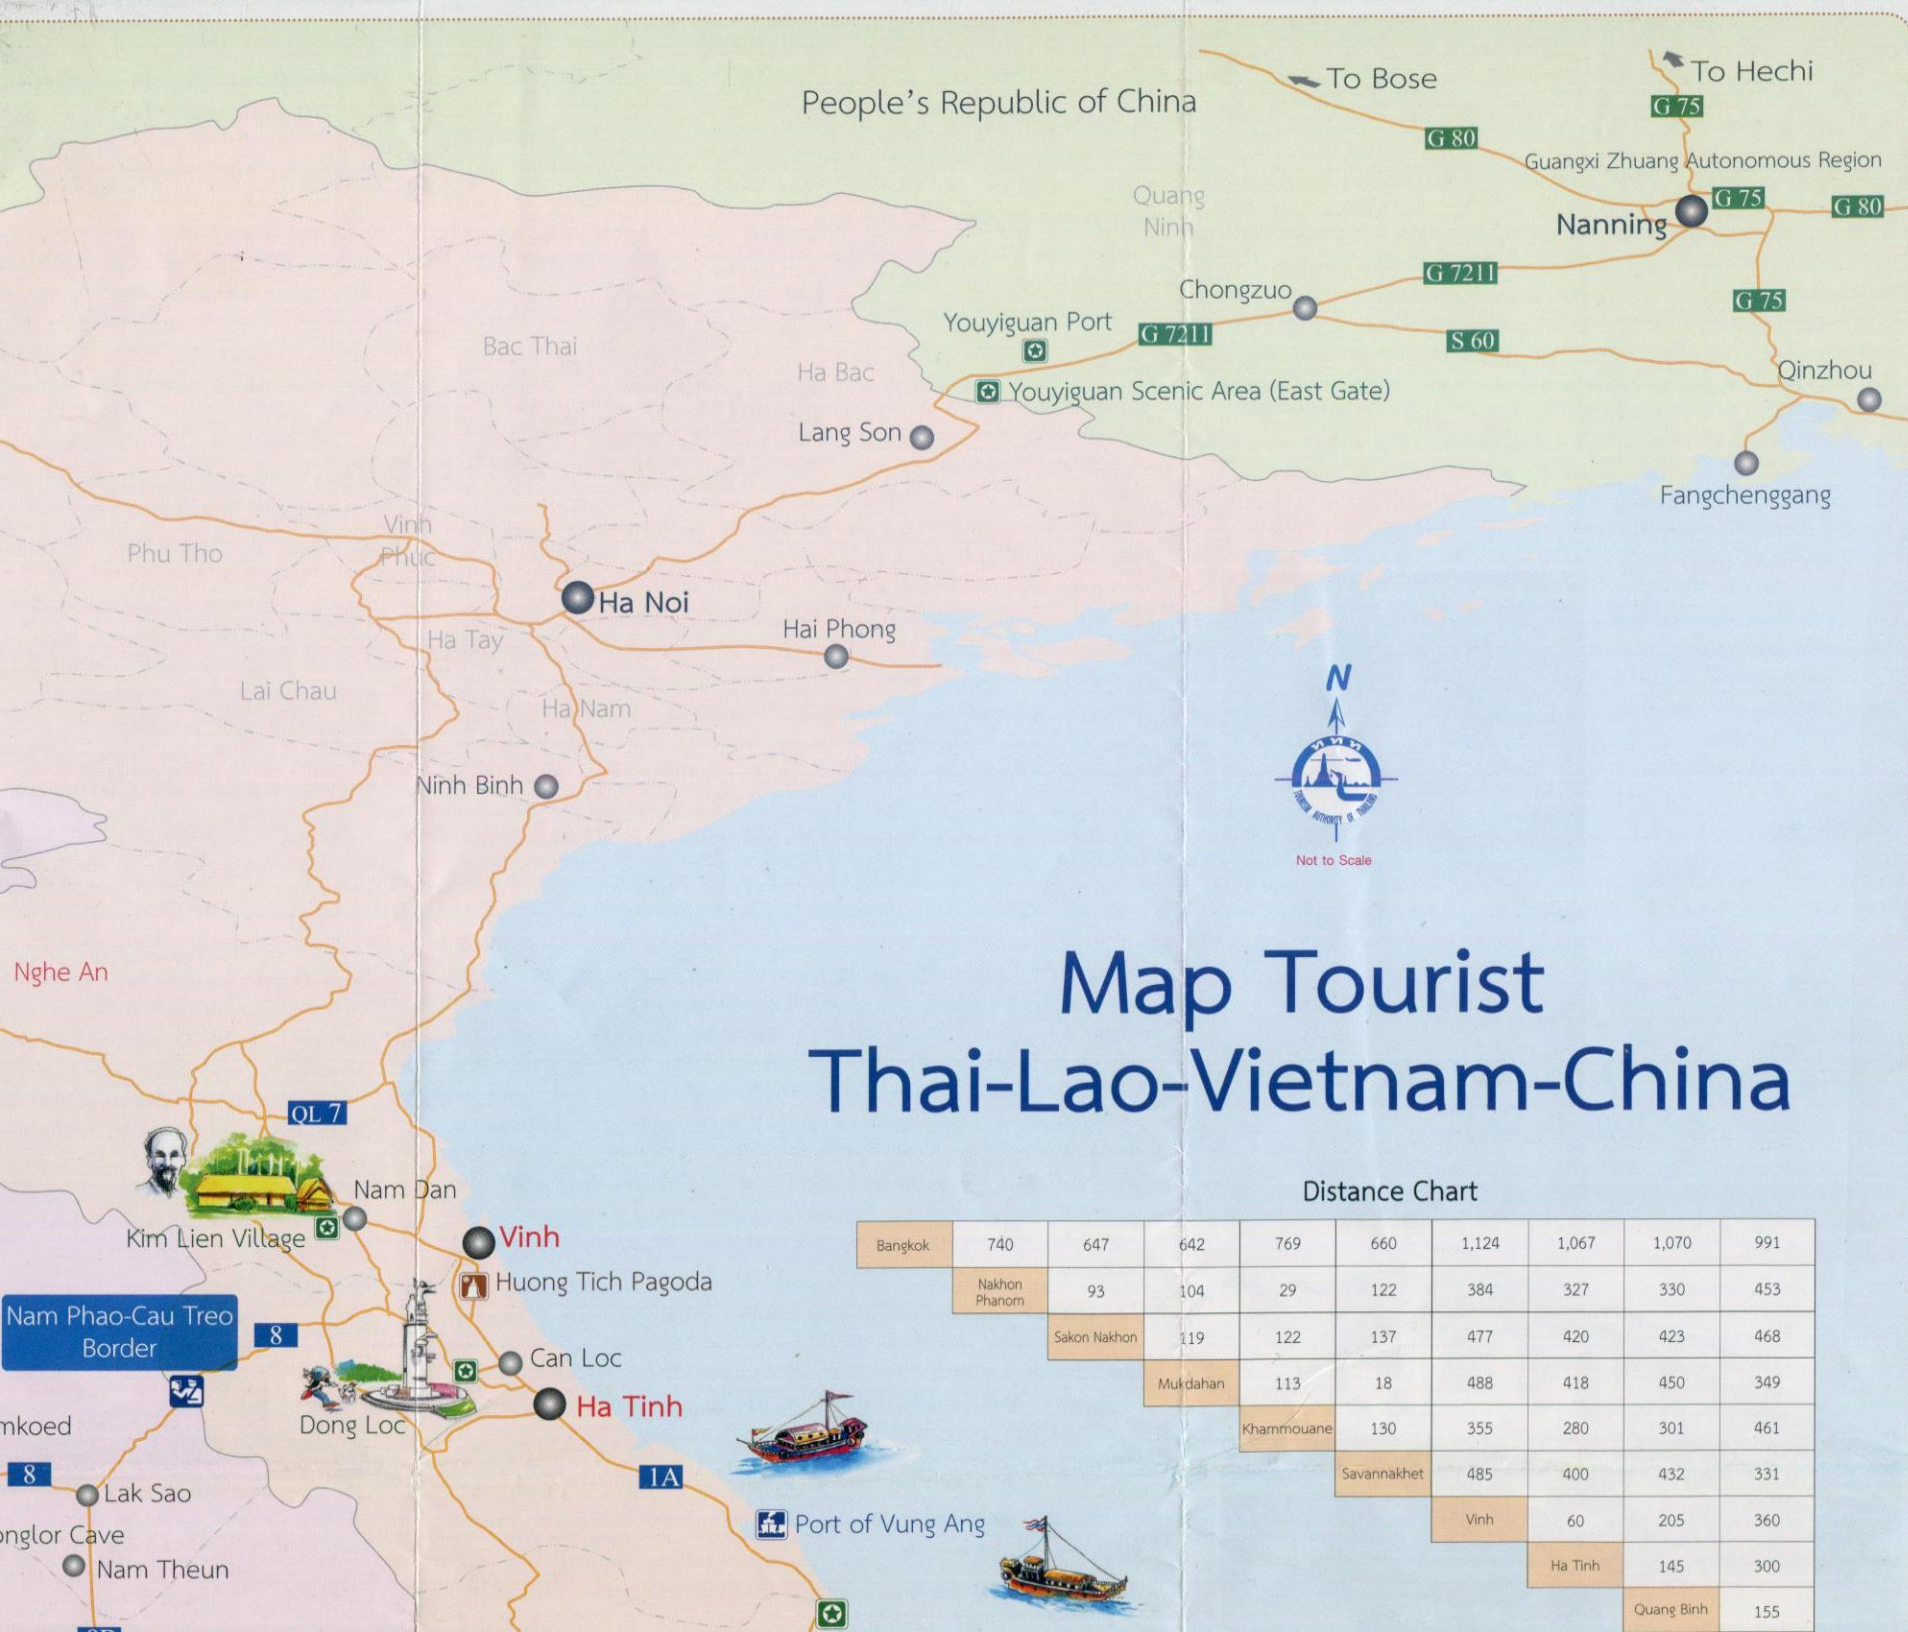 To Bose
To Hechi
People's Republic of China
G 75
G 80
Guangxi Zhuang Autonomous Region
Quang
Ninh
G 75
G 80
Nanning
G 7211
Chongzuo
G 75
Youyiguan Port
G 7211
S 60
Bac Thai
Ha Bac
Qinzhou
Youyiguan Scenic Area (East Gate)
Lang Son
Fangchenggang
Vinh
Phuc
Phu Tho
Ha Noi
Hai Phong
Ha Tay
Lai Chau
Ha Nam
N
ททท
TOURISM AUTHORITY OF THAILAND
Ninh Binh
Not to Scale
Nghe An
Map Tourist
Thai-Lao-Vietnam-China
QL 7
Nam Dan
Kim Lien Village
Vinh
Huong Tich Pagoda
Nam Phao-Cau Treo
Border
8
Can Loc
Ha Tinh
Dong Loc
mkoed
8
1A
Lak Sao
Port of Vung Ang
onglor Cave
Nam Theun
Distance Chart
Bangkok 740 647 642 769 660 1,124 1,067 1,070 991
Nakhon
Phanom 93 104 29 122 384 327 330 453
Sakon Nakhon 119 122 137 477 420 423 468
Mukdahan 113 18 488 418 450 349
Khammouane 130 355 280 301 461
Savannakhet 485 400 432 331
Vinh 60 205 360
Ha Tinh 145 300
Quang Binh 155